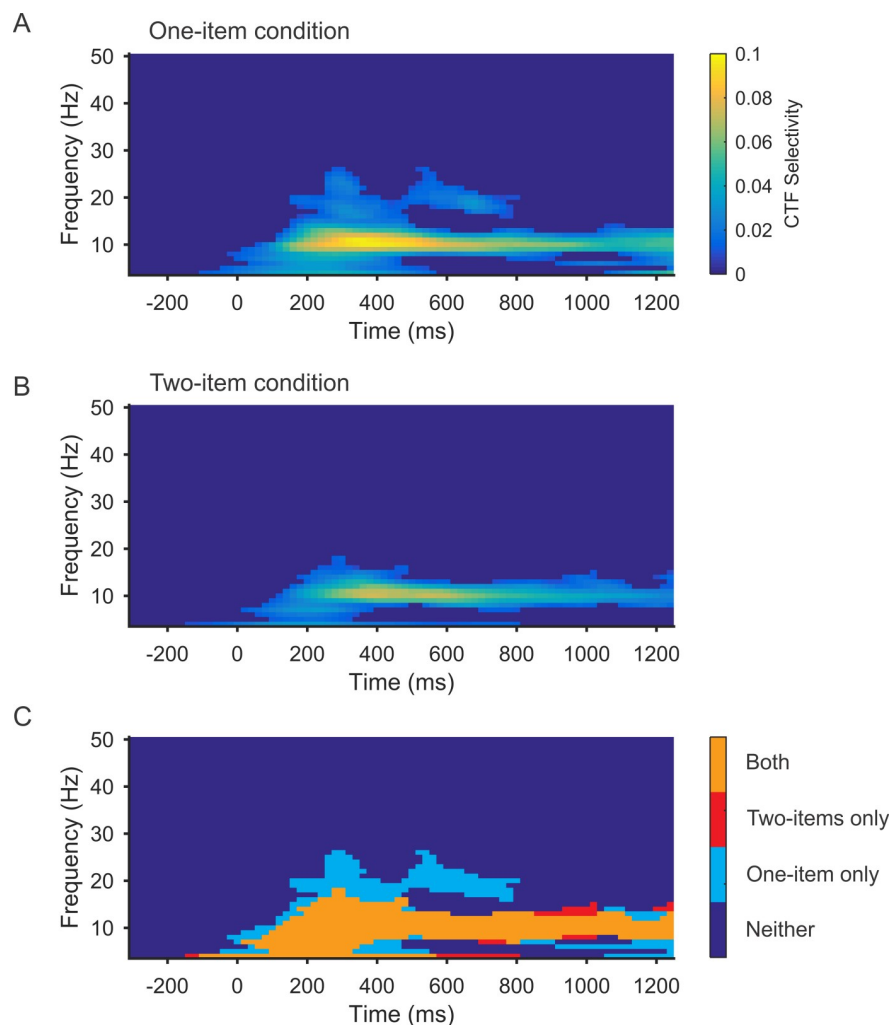 A
One-item condition
50
40
30
20
10
Frequency (Hz)
-200 0 200 400 600 800 1000 1200
Time (ms)
0.1
0.08
0.06
0.04
0.02
0
CTF Selectivity
B
Two-item condition
50
40
30
20
10
Frequency (Hz)
-200 0 200 400 600 800 1000 1200
Time (ms)
C
50
40
30
20
10
Frequency (Hz)
-200 0 200 400 600 800 1000 1200
Time (ms)
Both
Two-items only
One-item only
Neither